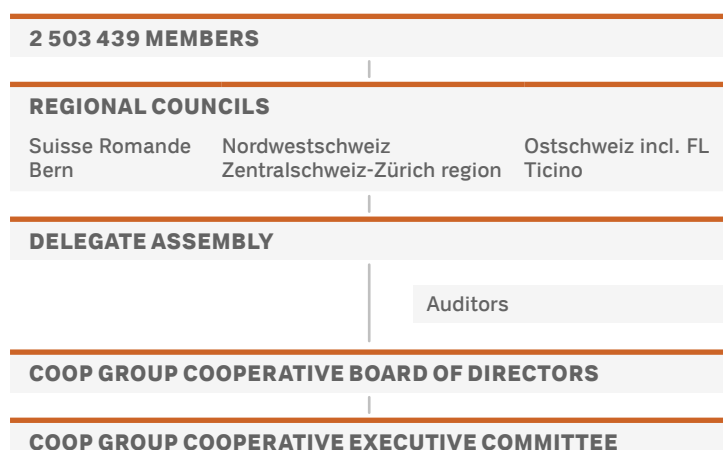 2 503 439 MEMBERS
REGIONAL COUNCILS
Suisse Romande Nordwestschweiz Ostschweiz incl. FL
Bern Zentralschweiz-Zürich region Ticino
DELEGATE ASSEMBLY
Auditors
COOP GROUP COOPERATIVE BOARD OF DIRECTORS
COOP GROUP COOPERATIVE EXECUTIVE COMMITTEE